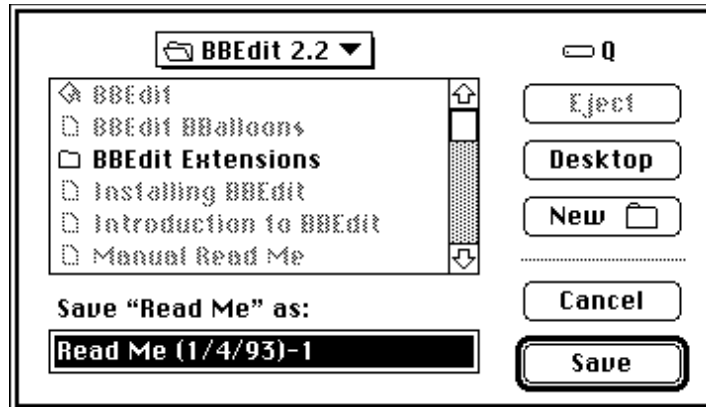 BBEdit 2.2
Q
BBEdit
BBEdit BBalloons
BBEdit Extensions
Installing BBEdit
Introduction to BBEdit
Manual Read Me
Eject
Desktop
New
Save “Read Me” as:
Read Me (1/4/93)-1
Cancel
Save